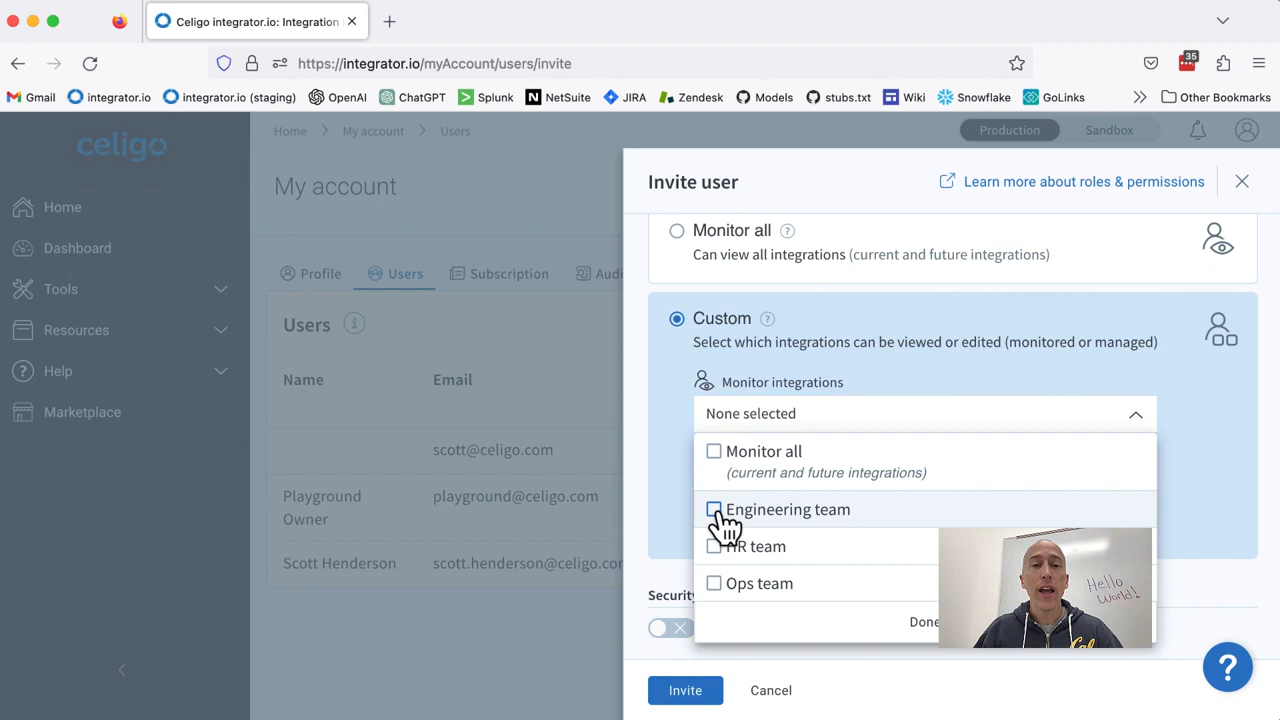 Celigo integrator.io: Integration
https://integrator.io/myAccount/users/invite
35
Gmail integrator.io integrator.io (staging) OpenAI ChatGPT Splunk NetSuite JIRA Zendesk Models stubs.txt Wiki Snowflake GoLinks Other Bookmarks
celigo
Home
Dashboard
Tools
Resources
Help
Marketplace
Home My account Users
Production Sandbox
My account
Profile Users Subscription Audi
Users
Name Email
scott@celigo.com
Playground Owner
playground@celigo.com
Scott Henderson scott.henderson@celigo.co
Invite user
Learn more about roles & permissions
Monitor all
Can view all integrations (current and future integrations)
Custom
Select which integrations can be viewed or edited (monitored or managed)
Monitor integrations
None selected
Monitor all
(current and future integrations)
Engineering team
HR team
Ops team
Done
Security
Hello
World!
Cal
Invite Cancel
?